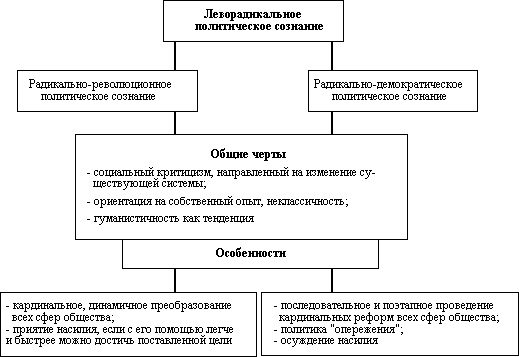 Леворадикальное
политическое сознание
Радикально-революционное
политическое сознание
Радикально-демократическое
политическое сознание
Общие черты
- социальный критицизм, направленный на изменение су-
ществующей системы;
- ориентация на собственный опыт, неклассичность;
- гуманистичность как тенденция
Особенности
- кардинальное, динамичное преобразование
всех сфер общества;
- приятие насилия, если с его помощью легче
и быстрее можно достичь поставленной цели
- последовательное и поэтапное проведение
кардинальных реформ всех сфер общества;
- политика "опережения";
- осуждение насилия